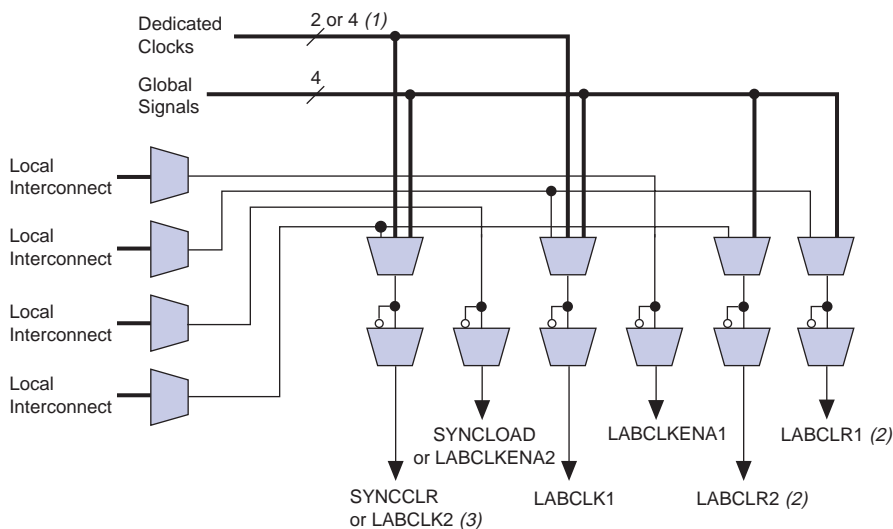 Dedicated
Clocks
2 or 4 (1)
Global
Signals
4
Local
Interconnect
Local
Interconnect
Local
Interconnect
Local
Interconnect
SYNCLOAD
or LABCLKENA2
LABCLKENA1
LABCLR1 (2)
SYNCCLR
or LABCLK2 (3)
LABCLK1
LABCLR2 (2)